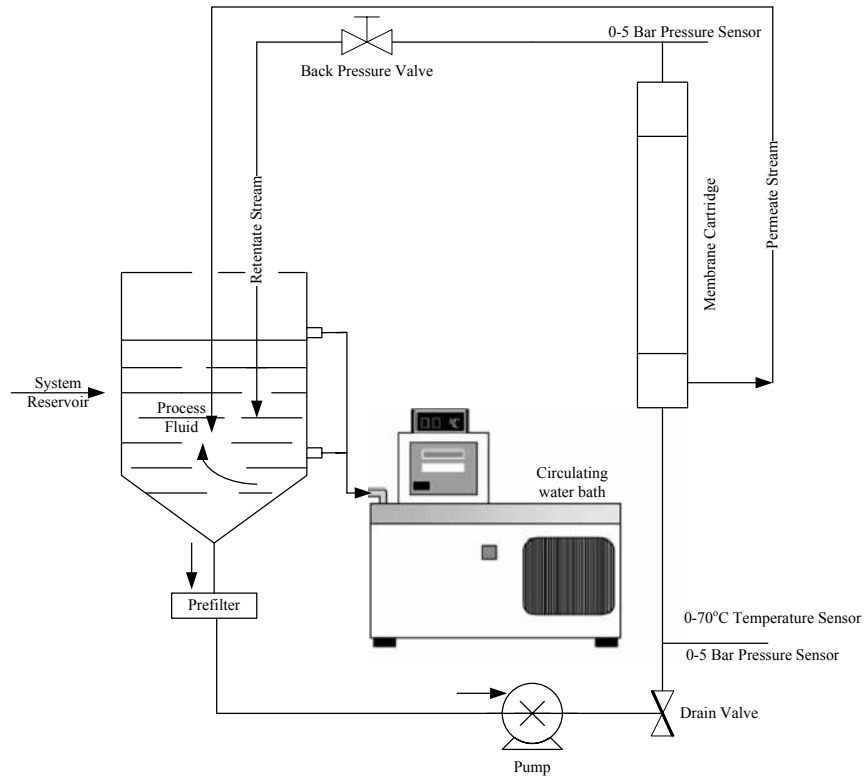 0-5 Bar Pressure Sensor
Back Pressure Valve
Retentate Stream
Membrane Cartridge
Permeate Stream
System
Reservoir
Process
Fluid
°C
Circulating
water bath
Prefilter
0-70°C Temperature Sensor
0-5 Bar Pressure Sensor
Drain Valve
Pump